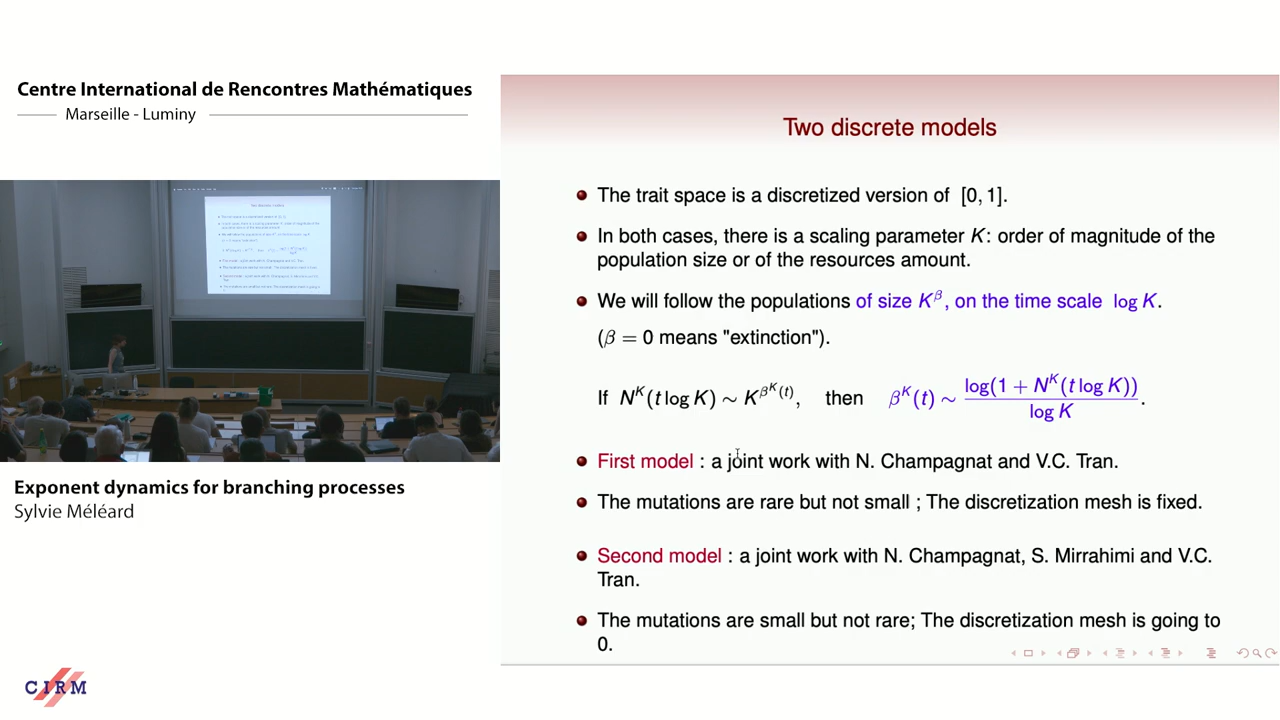 Centre International de Rencontres Mathématiques
Marseille - Luminy
Exponent dynamics for branching processes
Sylvie Méléard
CIRM
Two discrete models
The trait space is a discretized version of [0, 1].
In both cases, there is a scaling parameter K: order of magnitude of the
population size or of the resources amount.
We will follow the populations of size K^β, on the time scale log K.
(β = 0 means "extinction").
If N^K(t log K) ∼ K^{β^K(t)}, then β^K(t) ∼ log(1 + N^K(t log K)) / log K.
First model : a joint work with N. Champagnat and V.C. Tran.
The mutations are rare but not small ; The discretization mesh is fixed.
Second model : a joint work with N. Champagnat, S. Mirrahimi and V.C.
Tran.
The mutations are small but not rare; The discretization mesh is going to
0.